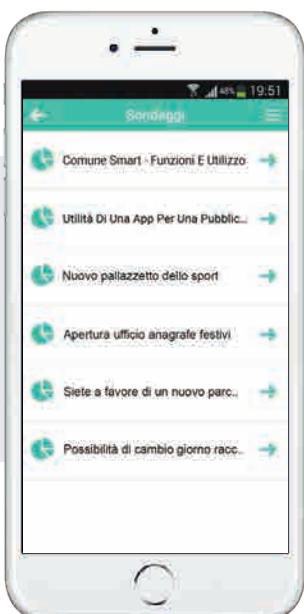 48% 19:51
Sondaggi
Comune Smart - Funzioni E Utilizzo
Utilità Di Una App Per Una Pubblic...
Nuovo pallazzetto dello sport
Apertura ufficio anagrafe festivi
Siete a favore di un nuovo parc..
Possibilità di cambio giorno racc..